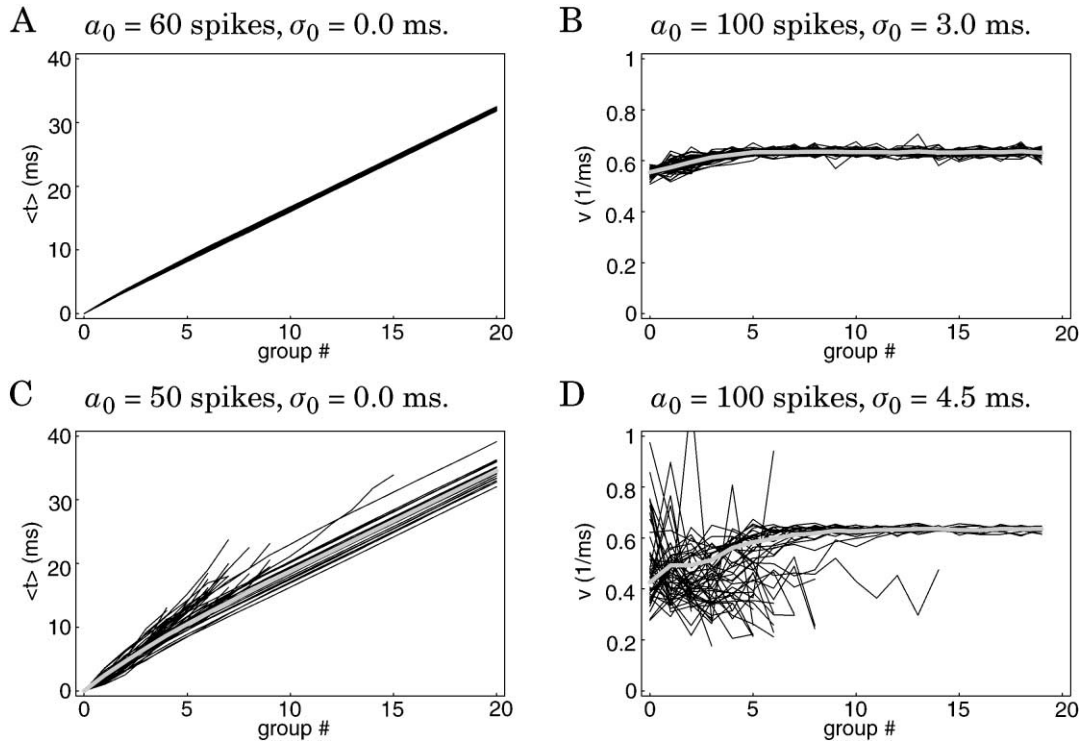 A a₀ = 60 spikes, σ₀ = 0.0 ms.
40
30
20
10
0
<t> (ms)
0 5 10 15 20
group #
B a₀ = 100 spikes, σ₀ = 3.0 ms.
1
0.8
0.6
0.4
0.2
0
v (1/ms)
0 5 10 15 20
group #
C a₀ = 50 spikes, σ₀ = 0.0 ms.
40
30
20
10
0
<t> (ms)
0 5 10 15 20
group #
D a₀ = 100 spikes, σ₀ = 4.5 ms.
1
0.8
0.6
0.4
0.2
0
v (1/ms)
0 5 10 15 20
group #